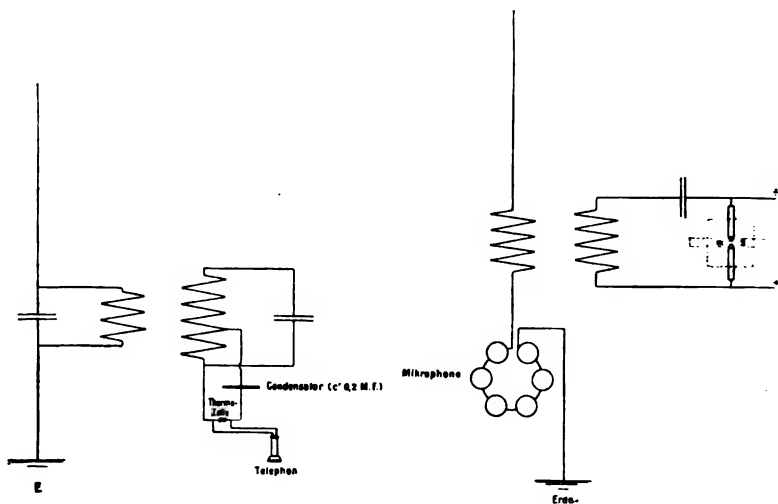 Mikrophone
Condensator (c' 0,2 M.F.)
Thermo-
Zelle
Telephon
E
Erde-